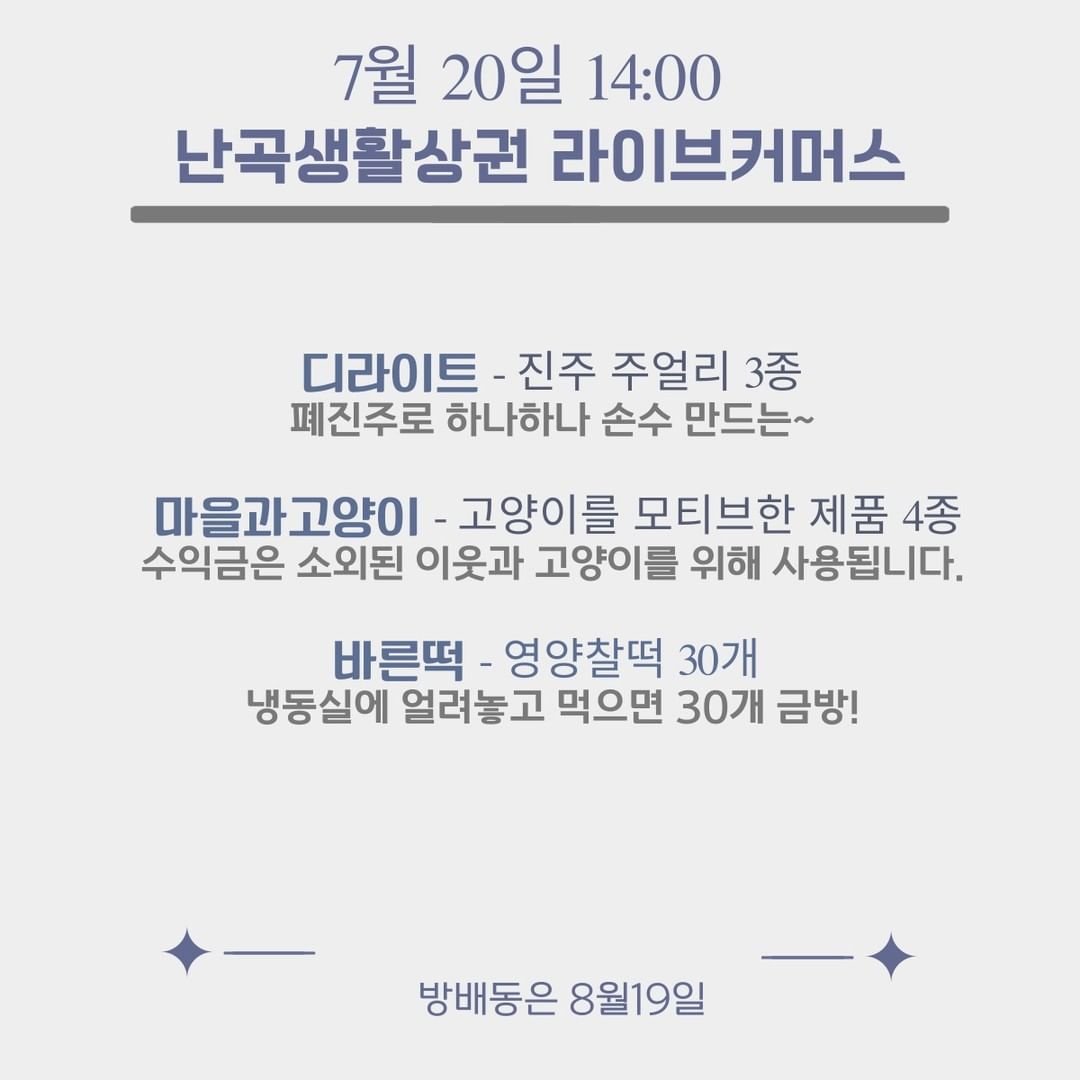 7월 20일 14:00
난곡생활상권 라이브커머스
디라이트 - 진주 주얼리 3종
폐진주로 하나하나 손수 만드는~
마을과고양이 - 고양이를 모티브한 제품 4종
수익금은 소외된 이웃과 고양이를 위해 사용됩니다.
바른떡 - 영양찰떡 30개
냉동실에 얼려놓고 먹으면 30개 금방!
방배동은 8월19일